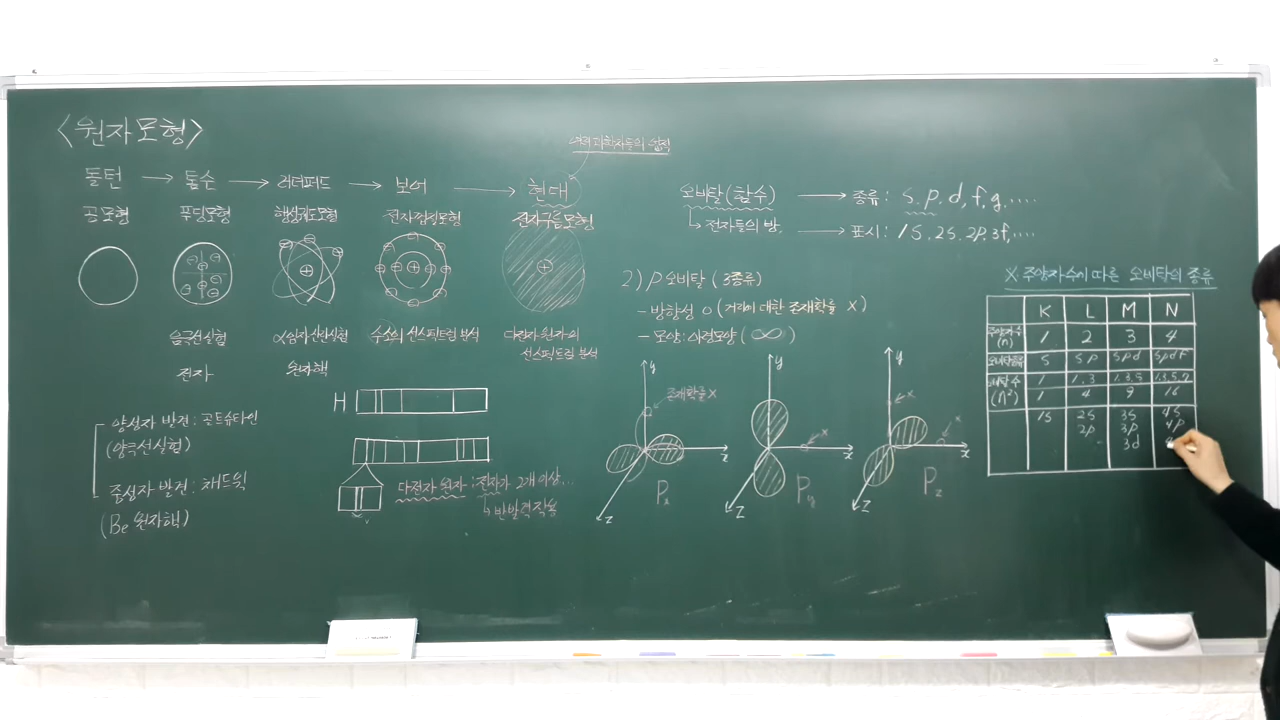 <원자모형>
돌턴 → 톰슨 → 러더퍼드 → 보어 → 현대
여러 과학자들의 업적
공모형 푸딩모형 행성궤도모형 전자껍질모형 전자구름모형
음극선실험 α입자산란실험 수소의 선스펙트럼 분석 다전자 원자의
선스펙트럼 분석
전자 원자핵
양성자 발견 : 골트슈타인
(양극선실험)
중성자 발견 : 채드윅
(Be 원자핵)
H
다전자 원자 : 전자가 2개 이상...
↳ 반발력 작용
오비탈(함수) → 종류 : s, p, d, f, g, ....
↳ 전자들의 방. → 표시 : 1s, 2s, 2p, 3f, ....
2) p 오비탈 (3종류)
- 방향성 o (거리에 대한 존재확률 x)
- 모양 : 아령모양 (∞)
y 존재확률 x x z Px
y x x z Py
y x x x z Pz
※ 주양자수에 따른 오비탈의 종류
K L M N
주양자수(n) 1 2 3 4
오비탈종류 s s p s p d s p d f
오비탈수 1 1, 3 1, 3, 5 1, 3, 5, 7
(n²) 1 4 9 16
1s 2s 3s 4s
2p 3p 4p
3d